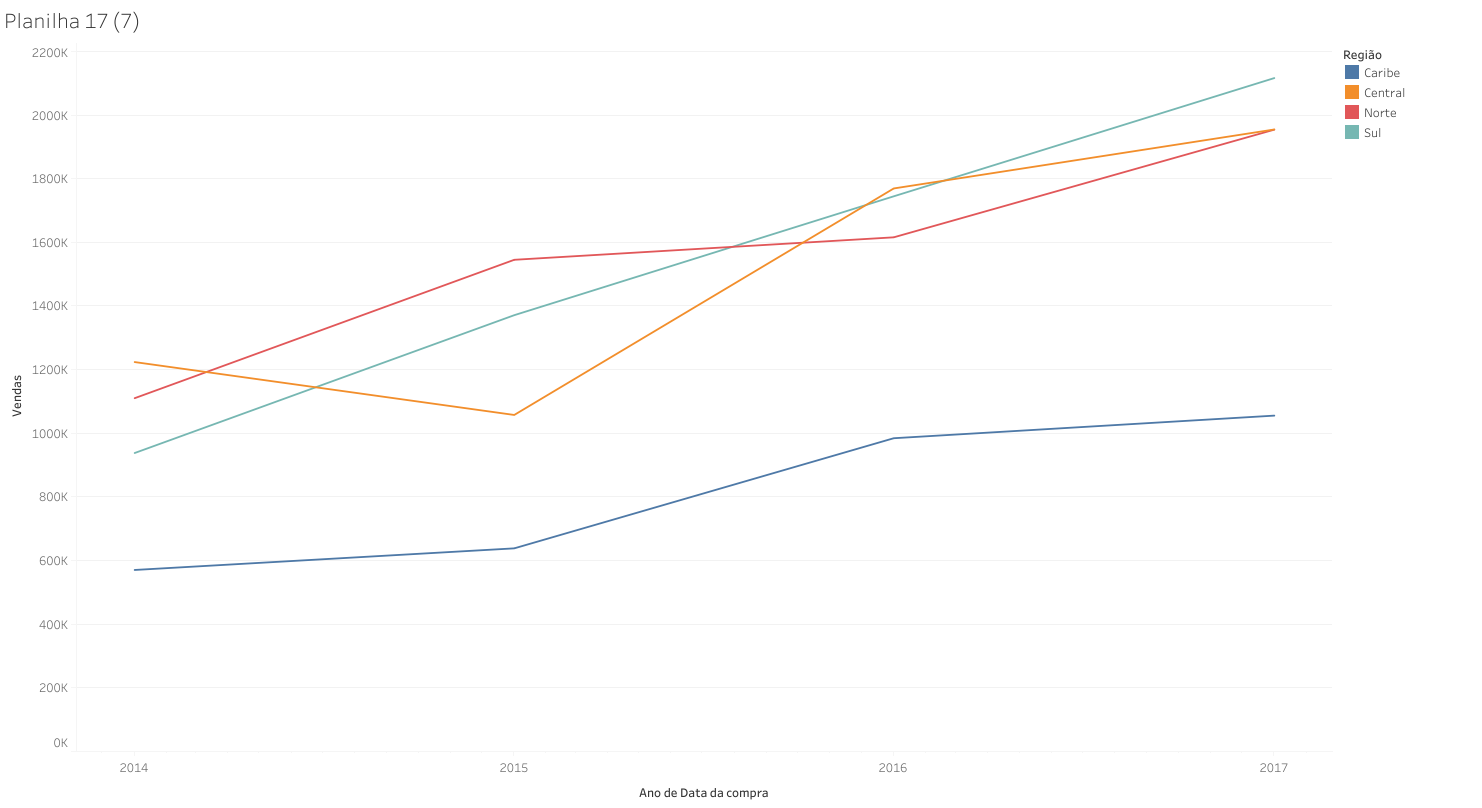 Planilha 17 (7)
2200K
2000K
1800K
1600K
1400K
1200K
1000K
800K
600K
400K
200K
0K
Vendas
2014
2015
2016
2017
Ano de Data da compra
Região
Caribe
Central
Norte
Sul